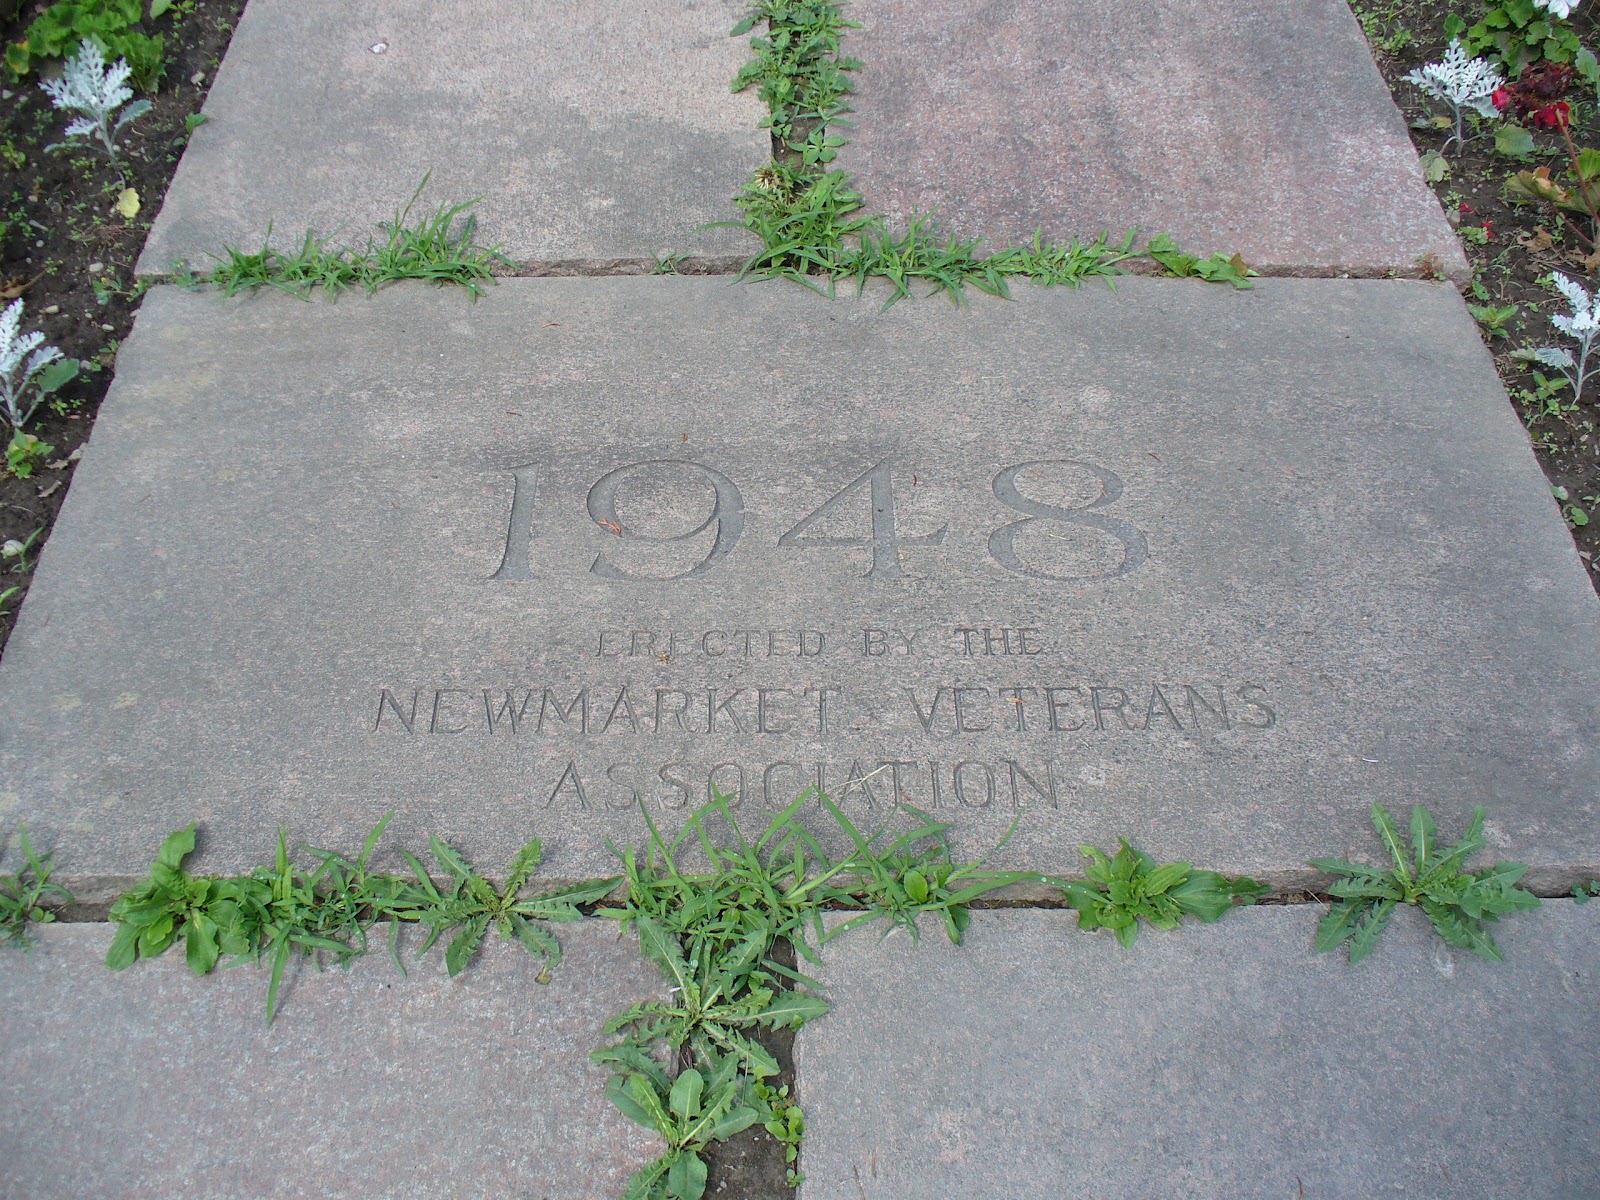 1948
ERECTED BY THE
NEWMARKET VETERANS
ASSOCIATION